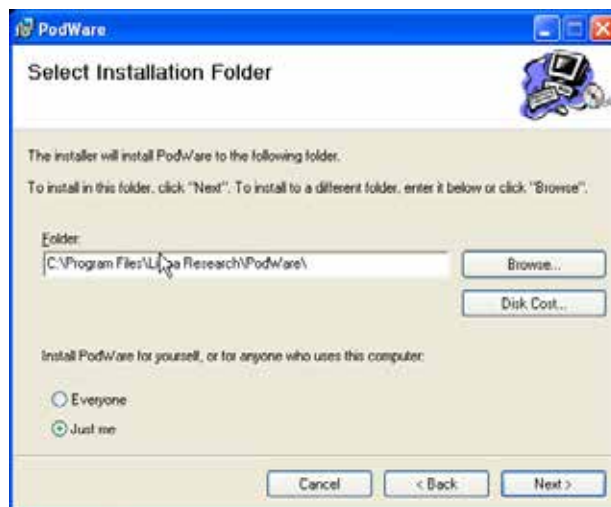 PodWare
Select Installation Folder
The installer will install PodWare to the following folder.
To install in this folder, click "Next". To install to a different folder, enter it below or click "Browse".
Folder:
C:\Program Files\ Research\PodWare\
Browse...
Disk Cost...
Install PodWare for yourself, or for anyone who uses this computer:
Everyone
Just me
Cancel
< Back
Next >